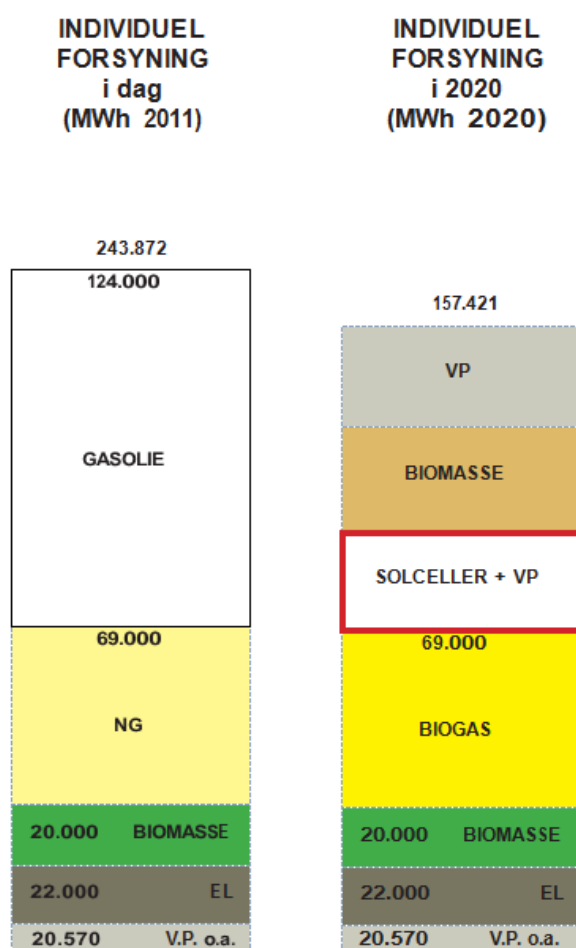 INDIVIDUEL
FORSYNING
i dag
(MWh 2011)
243.872
124.000
GASOLIE
69.000
NG
20.000 BIOMASSE
22.000 EL
20.570 V.P. o.a.
INDIVIDUEL
FORSYNING
i 2020
(MWh 2020)
157.421
VP
BIOMASSE
SOLCELLER + VP
69.000
BIOGAS
20.000 BIOMASSE
22.000 EL
20.570 V.P. o.a.